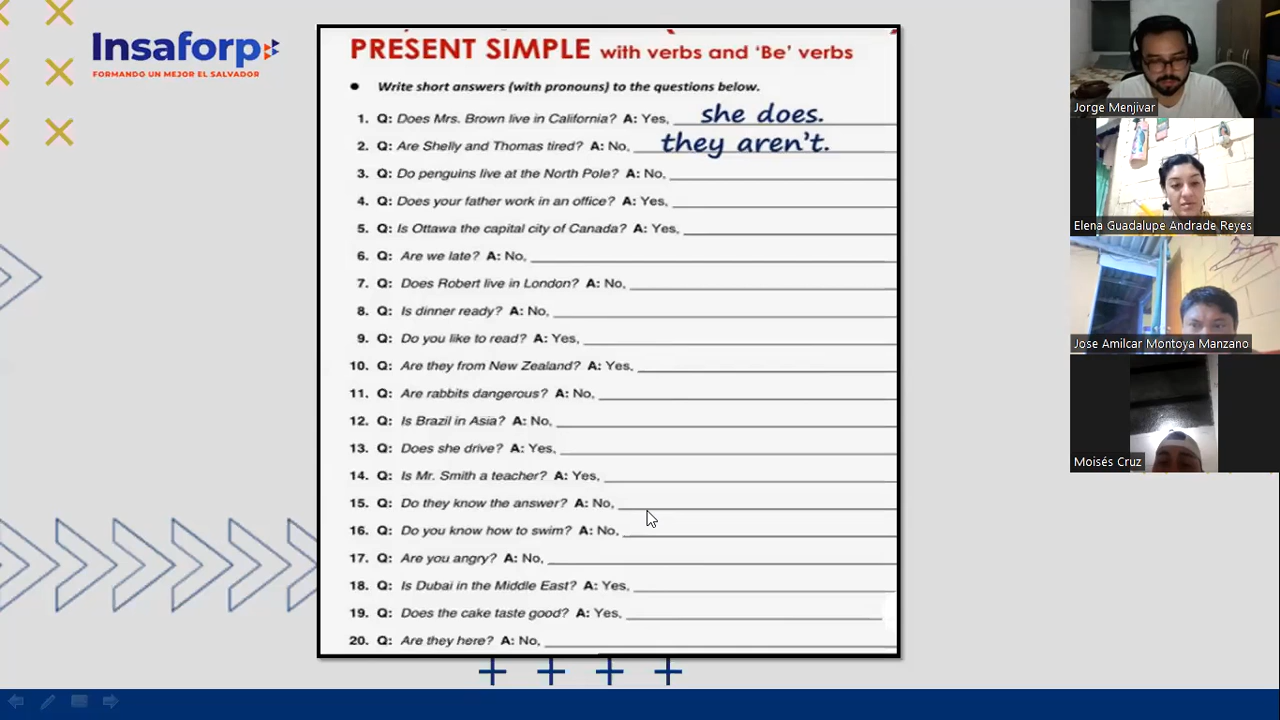 Insaforp
FORMANDO UN MEJOR EL SALVADOR
PRESENT SIMPLE with verbs and ‘Be’ verbs
● Write short answers (with pronouns) to the questions below.
1. Q: Does Mrs. Brown live in California? A: Yes, she does.
2. Q: Are Shelly and Thomas tired? A: No, they aren’t.
3. Q: Do penguins live at the North Pole? A: No,
4. Q: Does your father work in an office? A: Yes,
5. Q: Is Ottawa the capital city of Canada? A: Yes,
6. Q: Are we late? A: No,
7. Q: Does Robert live in London? A: No,
8. Q: Is dinner ready? A: No,
9. Q: Do you like to read? A: Yes,
10. Q: Are they from New Zealand? A: Yes,
11. Q: Are rabbits dangerous? A: No,
12. Q: Is Brazil in Asia? A: No,
13. Q: Does she drive? A: Yes,
14. Q: Is Mr. Smith a teacher? A: Yes,
15. Q: Do they know the answer? A: No,
16. Q: Do you know how to swim? A: No,
17. Q: Are you angry? A: No,
18. Q: Is Dubai in the Middle East? A: Yes,
19. Q: Does the cake taste good? A: Yes,
20. Q: Are they here? A: No,
Jorge Menjivar
Elena Guadalupe Andrade Reyes
Jose Amilcar Montoya Manzano
Moisés Cruz